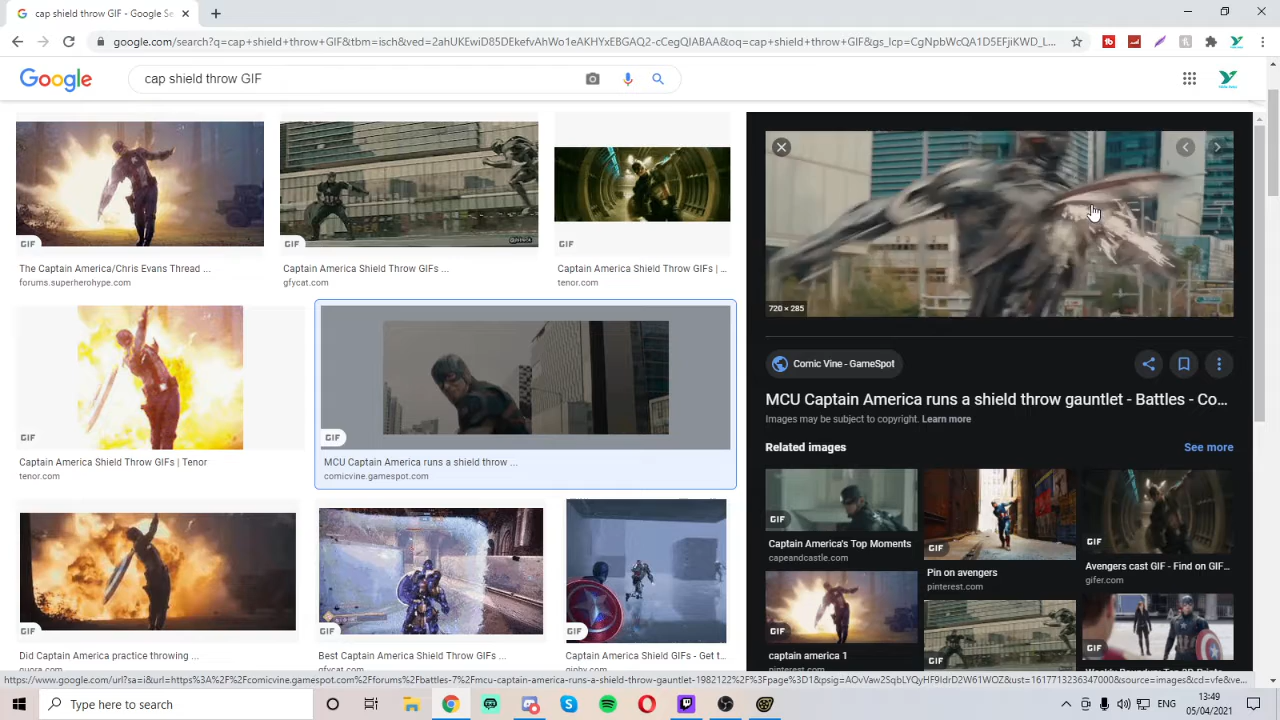 cap shield throw GIF - Google Se
google.com/search?q=cap+shield+throw+GIF&tbm=isch&ved=2ahUKEwiD85DEkefvAhWo1eAKHYxEBGAQ2-cCegQIABAA&oq=cap+shield+throw+GIF&gs_lcp=CgNpbWcQA1D5EFjiKWD_L...
Google
cap shield throw GIF
GIF
The Captain America/Chris Evans Thread ...
forums.superherohype.com
GIF
Captain America Shield Throw GIFs ...
gfycat.com
GIF
Captain America Shield Throw GIFs | ...
tenor.com
720 × 285
Comic Vine - GameSpot
MCU Captain America runs a shield throw gauntlet - Battles - Co...
Images may be subject to copyright. Learn more
Related images
See more
GIF
Captain America Shield Throw GIFs | Tenor
tenor.com
GIF
MCU Captain America runs a shield throw ...
comicvine.gamespot.com
GIF
Captain America's Top Moments
capeandcastle.com
GIF
Pin on avengers
pinterest.com
GIF
Avengers cast GIF - Find on GIF...
gifer.com
GIF
Did Captain America practice throwing ...
quora.com
GIF
Best Captain America Shield Throw GIFs ...
gfycat.com
GIF
Captain America Shield GIFs - Get t...
giphy.com
GIF
captain america 1
pinterest.com
GIF
GIF
Type here to search
ENG
13:49
05/04/2021